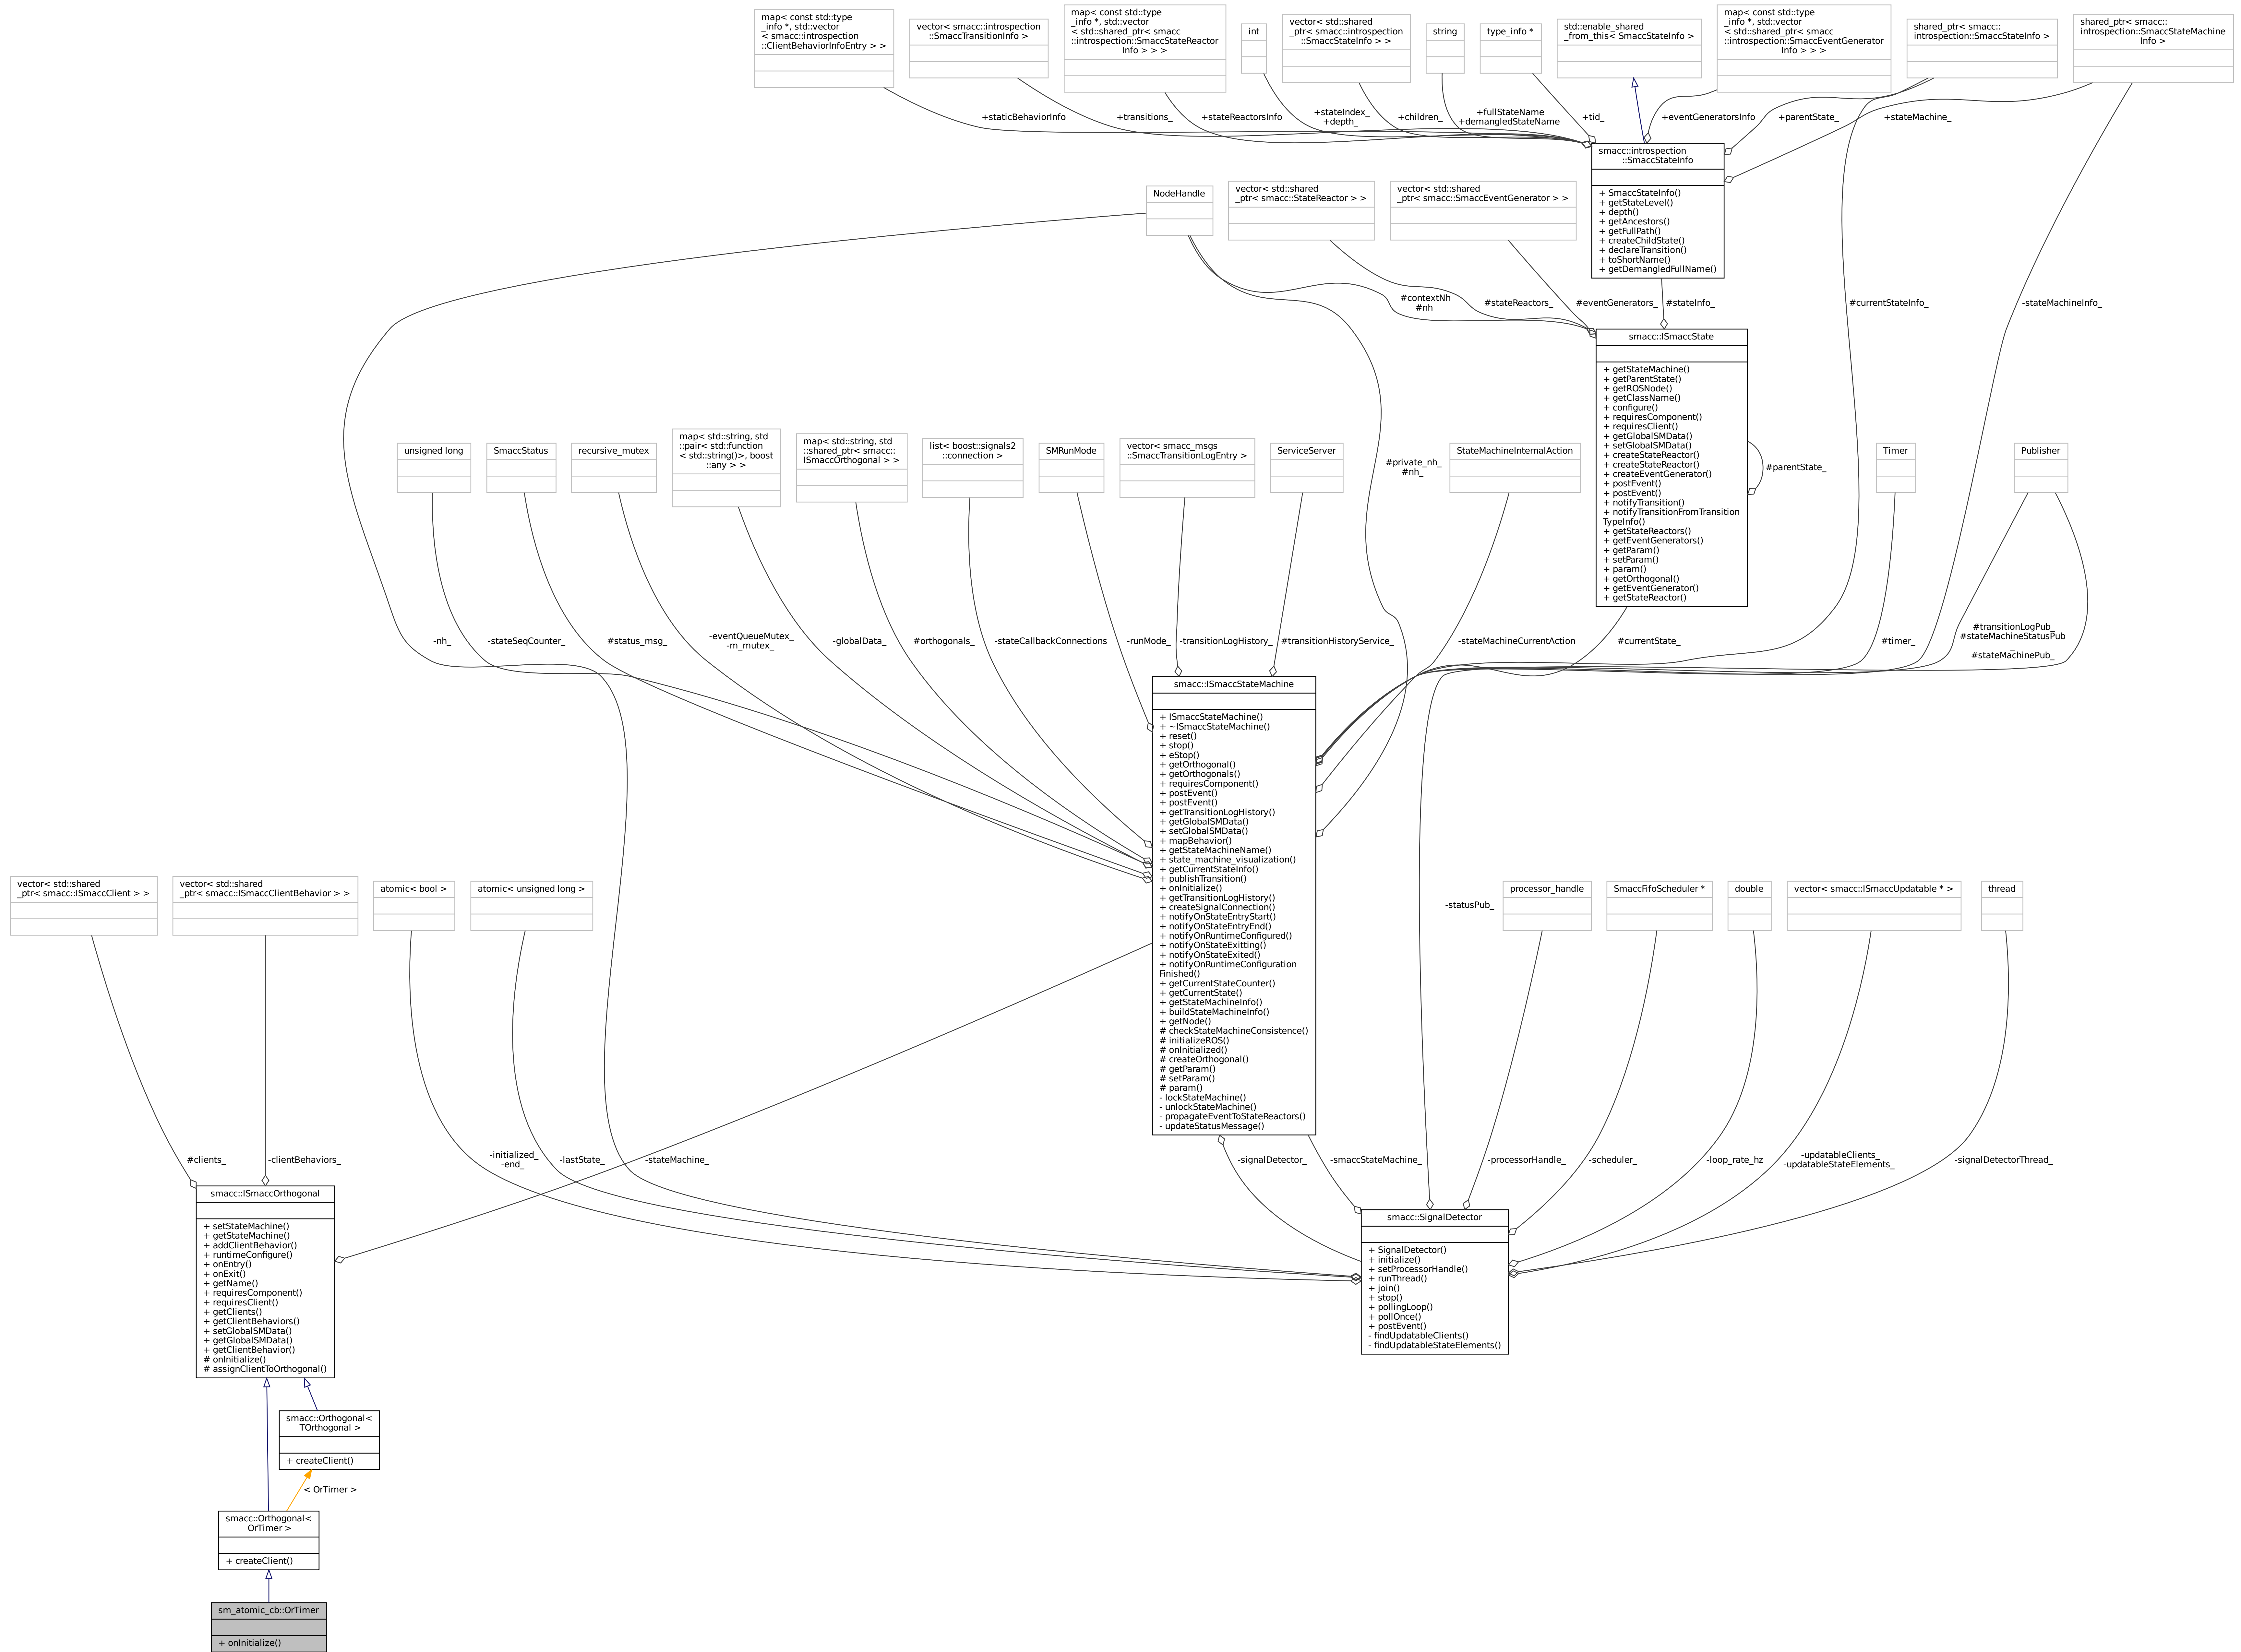 map< const std::type
_info *, std::vector
< smacc::introspection
::ClientBehaviorInfoEntry > >
vector< smacc::introspection
::SmaccTransitionInfo >
map< const std::type
_info *, std::vector
< std::shared_ptr< smacc
::introspection::SmaccStateReactor
Info > > >
int
vector< std::shared
_ptr< smacc::introspection
::SmaccStateInfo > >
string
type_info *
std::enable_shared
_from_this< SmaccStateInfo >
map< const std::type
_info *, std::vector
< std::shared_ptr< smacc
::introspection::SmaccEventGenerator
Info > > >
shared_ptr< smacc::
introspection::SmaccStateInfo >
shared_ptr< smacc::
introspection::SmaccStateMachine
Info >
+staticBehaviorInfo
+transitions_
+stateReactorsInfo
+stateIndex_
+depth_
+children_
+fullStateName
+demangledStateName
+tid_
+eventGeneratorsInfo
+parentState_
+stateMachine_
smacc::introspection
::SmaccStateInfo
+ SmaccStateInfo()
+ getStateLevel()
+ depth()
+ getAncestors()
+ getFullPath()
+ createChildState()
+ declareTransition()
+ toShortName()
+ getDemangledFullName()
NodeHandle
vector< std::shared
_ptr< smacc::StateReactor > >
vector< std::shared
_ptr< smacc::SmaccEventGenerator > >
#contextNh
#nh
#stateReactors_
#eventGenerators_
#stateInfo_
#currentStateInfo_
-stateMachineInfo_
smacc::ISmaccState
+ getStateMachine()
+ getParentState()
+ getROSNode()
+ getClassName()
+ configure()
+ requiresComponent()
+ requiresClient()
+ getGlobalSMData()
+ setGlobalSMData()
+ createStateReactor()
+ createStateReactor()
+ createEventGenerator()
+ postEvent()
+ postEvent()
+ notifyTransition()
+ notifyTransitionFromTransition
TypeInfo()
+ getStateReactors()
+ getEventGenerators()
+ getParam()
+ setParam()
+ param()
+ getOrthogonal()
+ getEventGenerator()
+ getStateReactor()
#parentState_
unsigned long
SmaccStatus
recursive_mutex
map< std::string, std
::pair< std::function
< std::string()>, boost
::any > >
map< std::string, std
::shared_ptr< smacc::
ISmaccOrthogonal > >
list< boost::signals2
::connection >
SMRunMode
vector< smacc_msgs
::SmaccTransitionLogEntry >
ServiceServer
#private_nh_
#nh_
StateMachineInternalAction
Timer
Publisher
-nh_
-stateSeqCounter_
#status_msg_
-eventQueueMutex_
-m_mutex_
-globalData_
#orthogonals_
-stateCallbackConnections
-runMode_
-transitionLogHistory_
#transitionHistoryService_
-stateMachineCurrentAction
#currentState_
#timer_
#transitionLogPub_
#stateMachineStatusPub
_
#stateMachinePub_
smacc::ISmaccStateMachine
+ ISmaccStateMachine()
+ ~ISmaccStateMachine()
+ reset()
+ stop()
+ eStop()
+ getOrthogonal()
+ getOrthogonals()
+ requiresComponent()
+ postEvent()
+ postEvent()
+ getTransitionLogHistory()
+ getGlobalSMData()
+ setGlobalSMData()
+ mapBehavior()
+ getStateMachineName()
+ state_machine_visualization()
+ getCurrentStateInfo()
+ publishTransition()
+ onInitialize()
+ getTransitionLogHistory()
+ createSignalConnection()
+ notifyOnStateEntryStart()
+ notifyOnStateEntryEnd()
+ notifyOnRuntimeConfigured()
+ notifyOnStateExitting()
+ notifyOnStateExited()
+ notifyOnRuntimeConfiguration
Finished()
+ getCurrentStateCounter()
+ getCurrentState()
+ getStateMachineInfo()
+ buildStateMachineInfo()
+ getNode()
# checkStateMachineConsistence()
# initializeROS()
# onInitialized()
# createOrthogonal()
# getParam()
# setParam()
# param()
- lockStateMachine()
- unlockStateMachine()
- propagateEventToStateReactors()
- updateStatusMessage()
vector< std::shared
_ptr< smacc::ISmaccClient > >
vector< std::shared
_ptr< smacc::ISmaccClientBehavior > >
atomic< bool >
atomic< unsigned long >
-statusPub_
processor_handle
SmaccFifoScheduler *
double
vector< smacc::ISmaccUpdatable * >
thread
#clients_
-clientBehaviors_
-initialized_
-end_
-lastState_
-stateMachine_
-signalDetector_
-smaccStateMachine_
-processorHandle_
-scheduler_
-loop_rate_hz
-updatableClients_
-updatableStateElements_
-signalDetectorThread_
smacc::ISmaccOrthogonal
+ setStateMachine()
+ getStateMachine()
+ addClientBehavior()
+ runtimeConfigure()
+ onEntry()
+ onExit()
+ getName()
+ requiresComponent()
+ requiresClient()
+ getClients()
+ getClientBehaviors()
+ setGlobalSMData()
+ getGlobalSMData()
+ getClientBehavior()
# onInitialize()
# assignClientToOrthogonal()
smacc::SignalDetector
+ SignalDetector()
+ initialize()
+ setProcessorHandle()
+ runThread()
+ join()
+ stop()
+ pollingLoop()
+ pollOnce()
+ postEvent()
- findUpdatableClients()
- findUpdatableStateElements()
smacc::Orthogonal<
TOrthogonal >
+ createClient()
< OrTimer >
smacc::Orthogonal<
OrTimer >
+ createClient()
sm_atomic_cb::OrTimer
+ onInitialize()